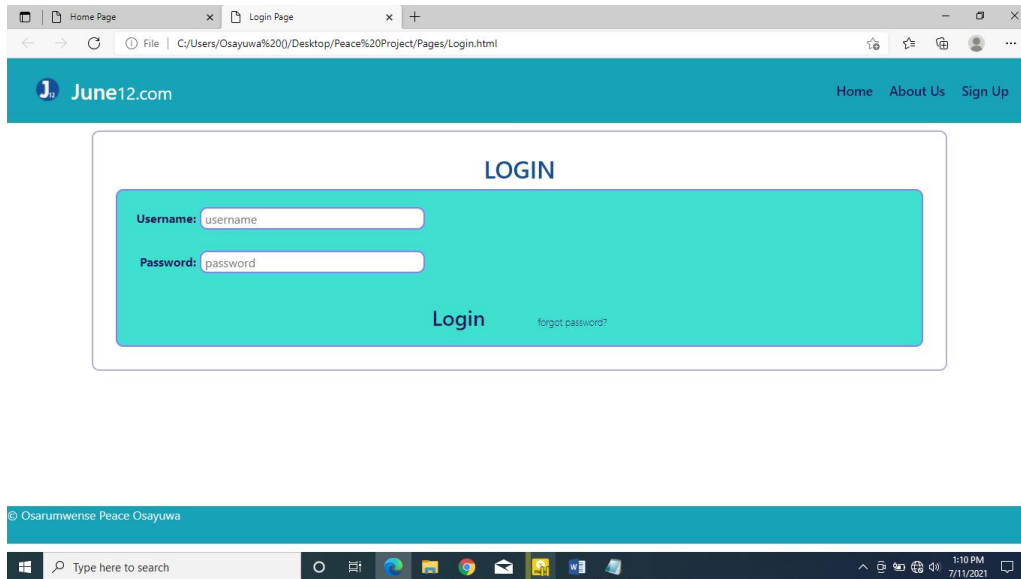 Home Page
Login Page
File
C:/Users/Osayuwa%20()/Desktop/Peace%20Project/Pages/Login.html
J12
June12.com
Home About Us Sign Up
LOGIN
Username: username
Password: password
Login forgot password?
© Osarumwense Peace Osayuwa
Type here to search
1:10 PM
7/11/2021